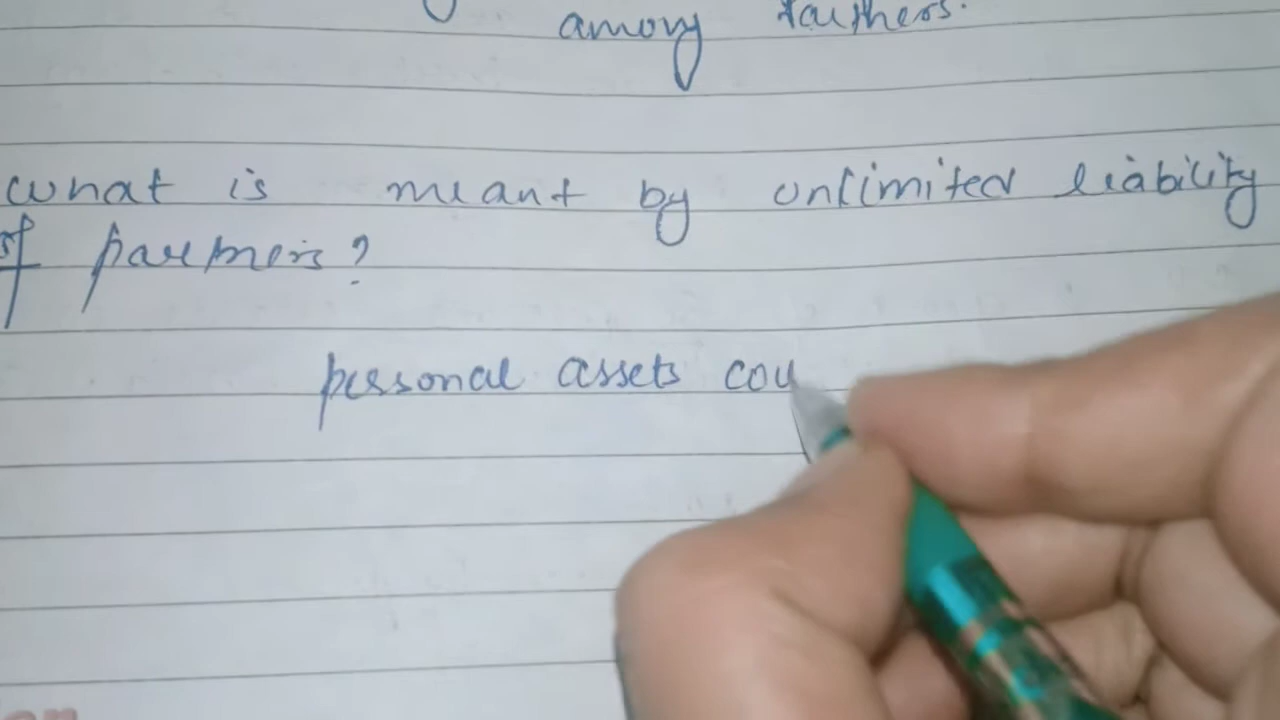 among partners.
what is meant by unlimited liability
of partners?
personal assets cou